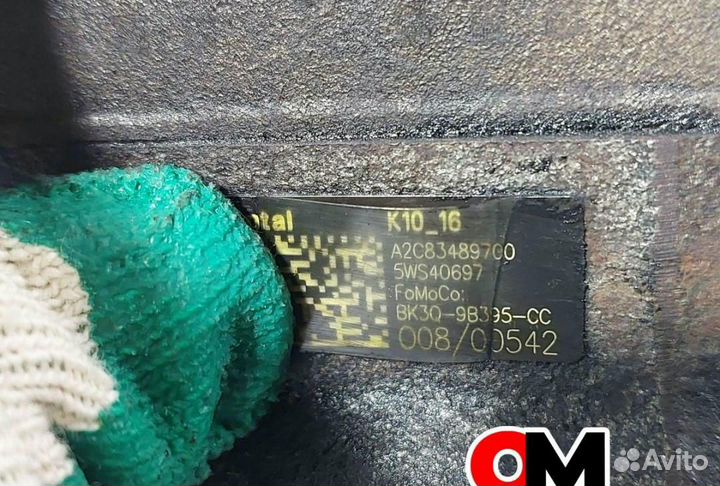 K10_16
A2C83489700
5WS40697
FoMoCo:
BK3Q-9B395-CC
008/00542
OM
Avito